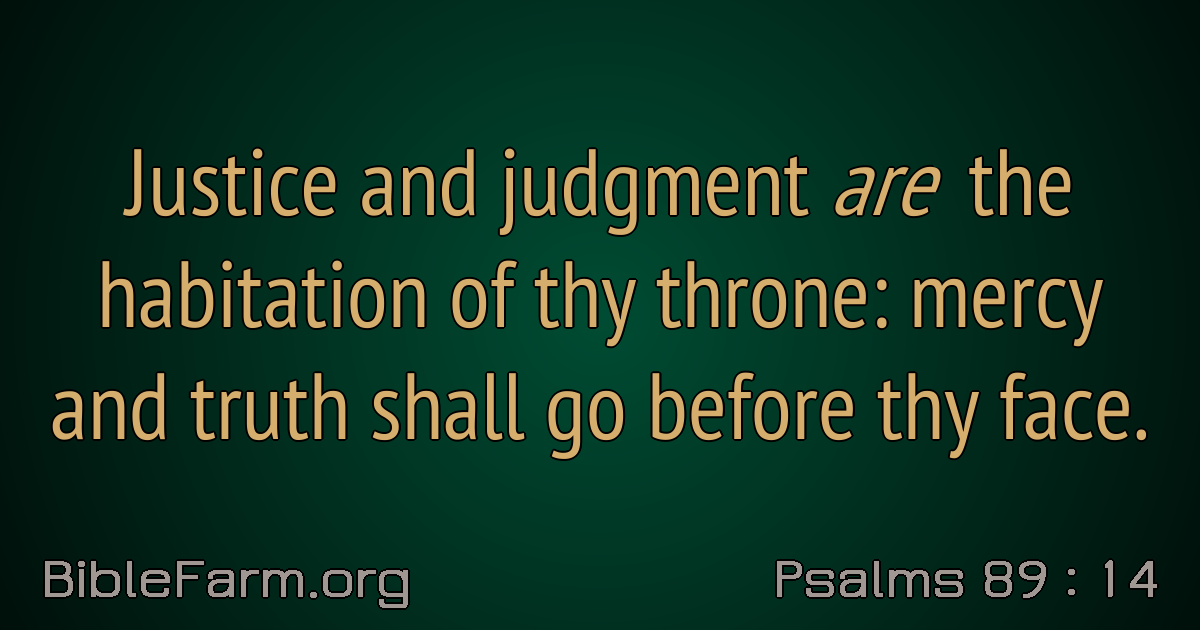 Justice and judgment are the
habitation of thy throne: mercy
and truth shall go before thy face.
BibleFarm.org
Psalms 89 : 14